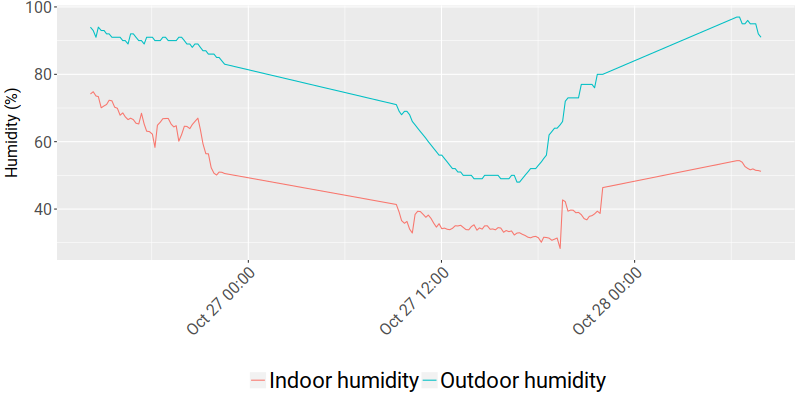 100
80
60
40
Humidity (%)
Oct 27 00:00
Oct 27 12:00
Oct 28 00:00
Indoor humidity Outdoor humidity